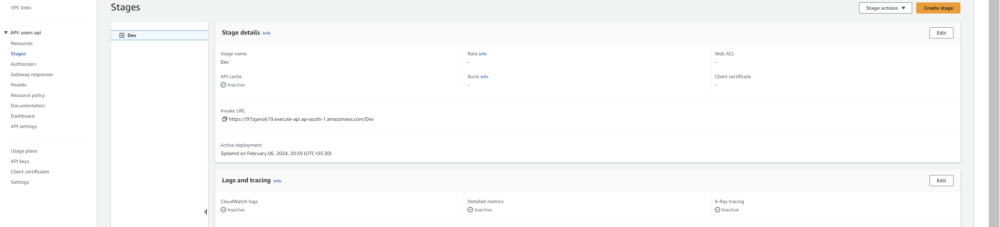 VPC links
API: users api
Resources
Stages
Authorizers
Gateway responses
Models
Resource policy
Documentation
Dashboard
API settings
Usage plans
API keys
Client certificates
Settings
Stages
Stage actions
Create stage
Dev
Stage details Info
Edit
Stage name
Dev
Rate Info
-
Web ACL
-
API cache
Inactive
Burst Info
-
Client certificate
-
Invoke URL
https://97zgavo619.execute-api.ap-south-1.amazonaws.com/Dev
Active deployment
3pdamd on February 06, 2024, 20:39 (UTC+05:30)
Logs and tracing Info
Edit
CloudWatch logs
Inactive
Detailed metrics
Inactive
X-Ray tracing
Inactive